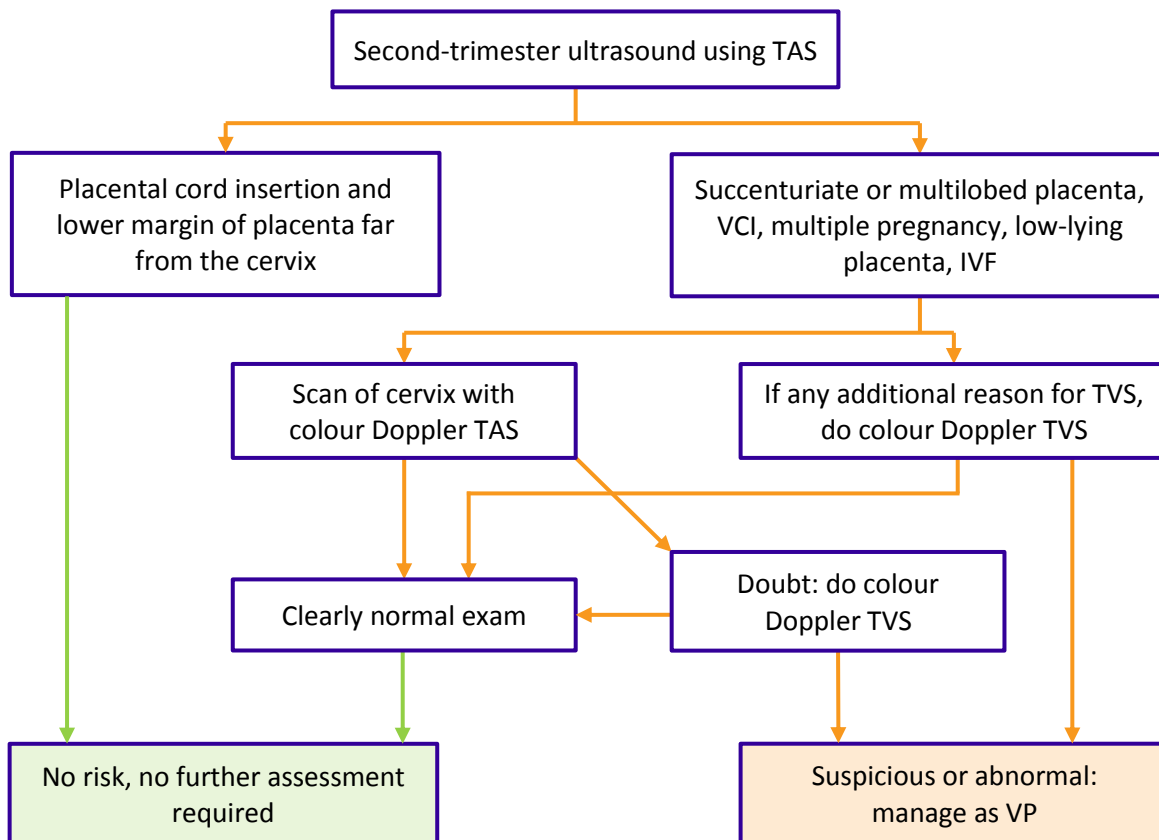 Second-trimester ultrasound using TAS
Placental cord insertion and
lower margin of placenta far
from the cervix
Succenturiate or multilobed placenta,
VCI, multiple pregnancy, low-lying
placenta, IVF
Scan of cervix with
colour Doppler TAS
If any additional reason for TVS,
do colour Doppler TVS
Clearly normal exam
Doubt: do colour
Doppler TVS
No risk, no further assessment
required
Suspicious or abnormal:
manage as VP